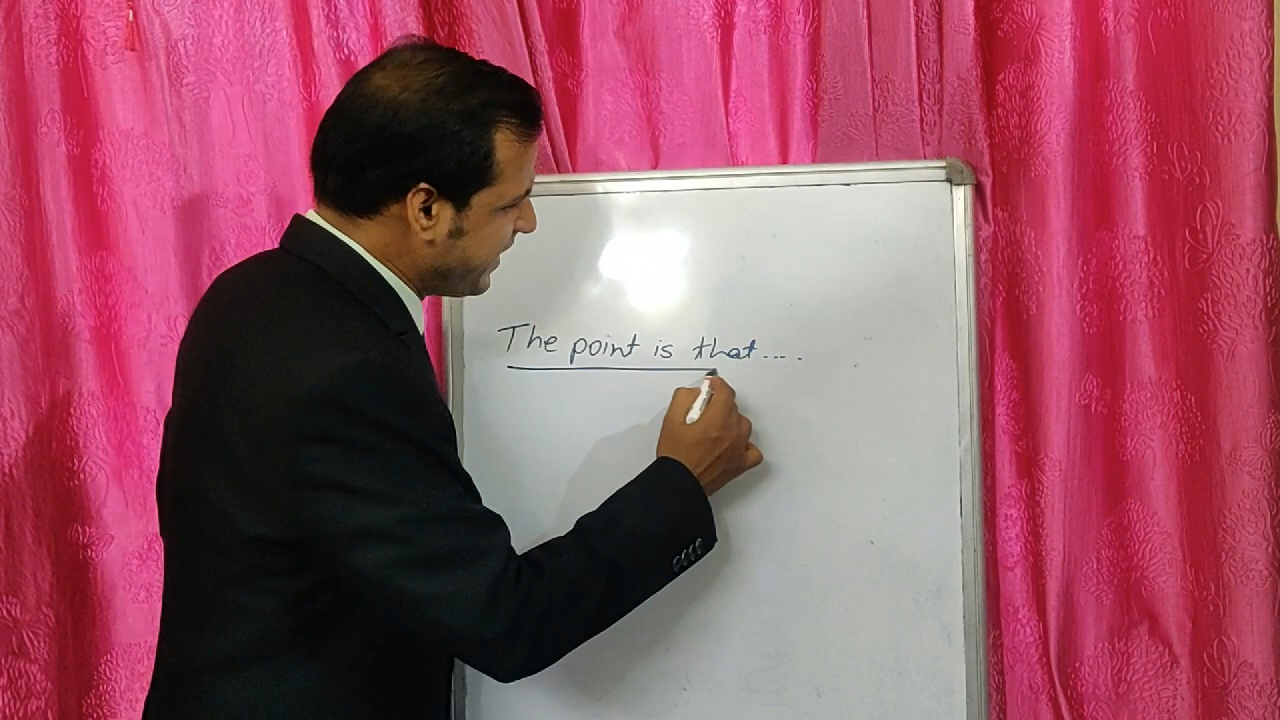 The point is that....